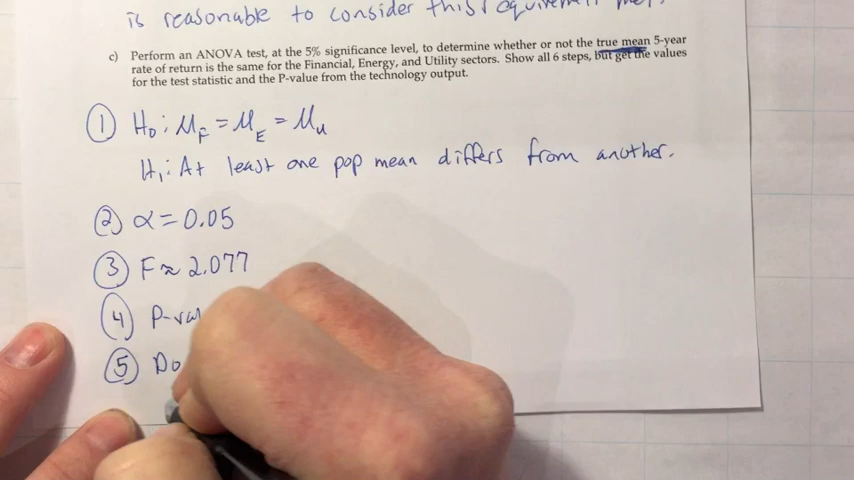 is reasonable to consider this requirement met.
c) Perform an ANOVA test, at the 5% significance level, to determine whether or not the true mean 5-year
rate of return is the same for the Financial, Energy, and Utility sectors. Show all 6 steps, but get the values
for the test statistic and the P-value from the technology output.
① H₀: μ_F = μ_E = μ_U
H₁: At least one pop mean differs from another.
② α = 0.05
③ F ≈ 2.077
④ P-va
⑤ Do